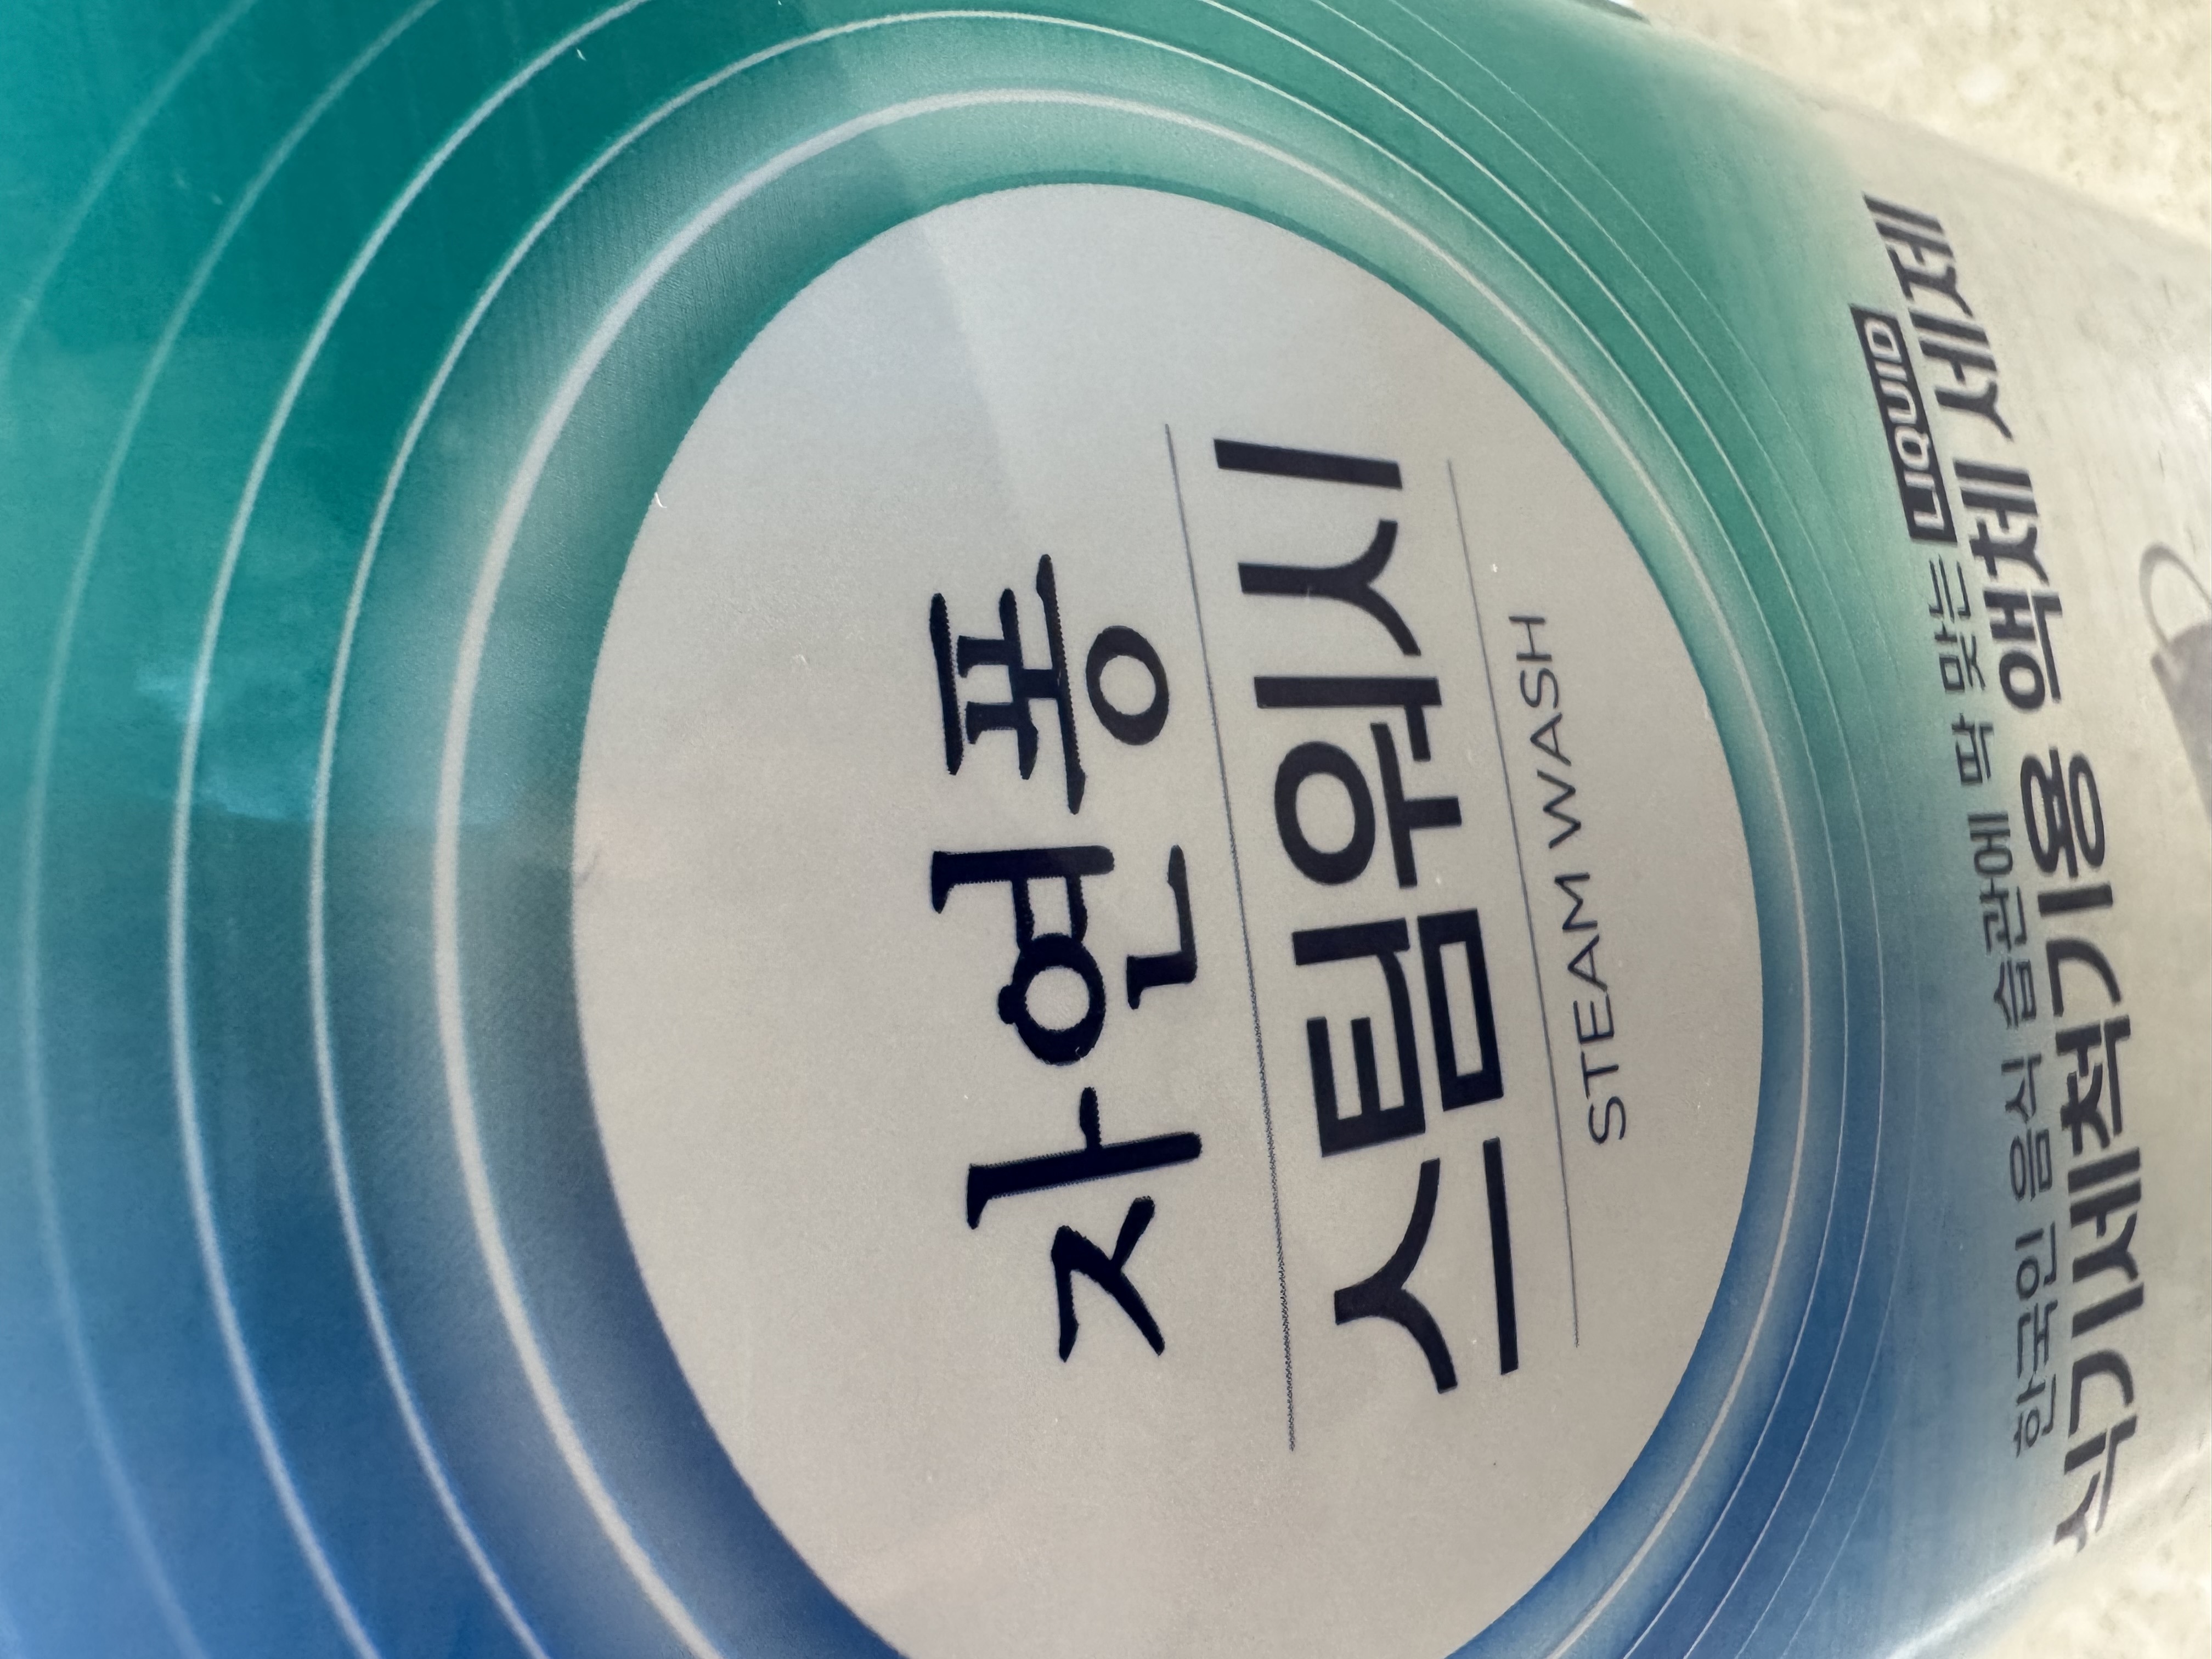 자연퐁
스팀워시
STEAM WASH
한국인 음식 습관에 딱 맞는 LIQUID
식기세척기용 액체 세제